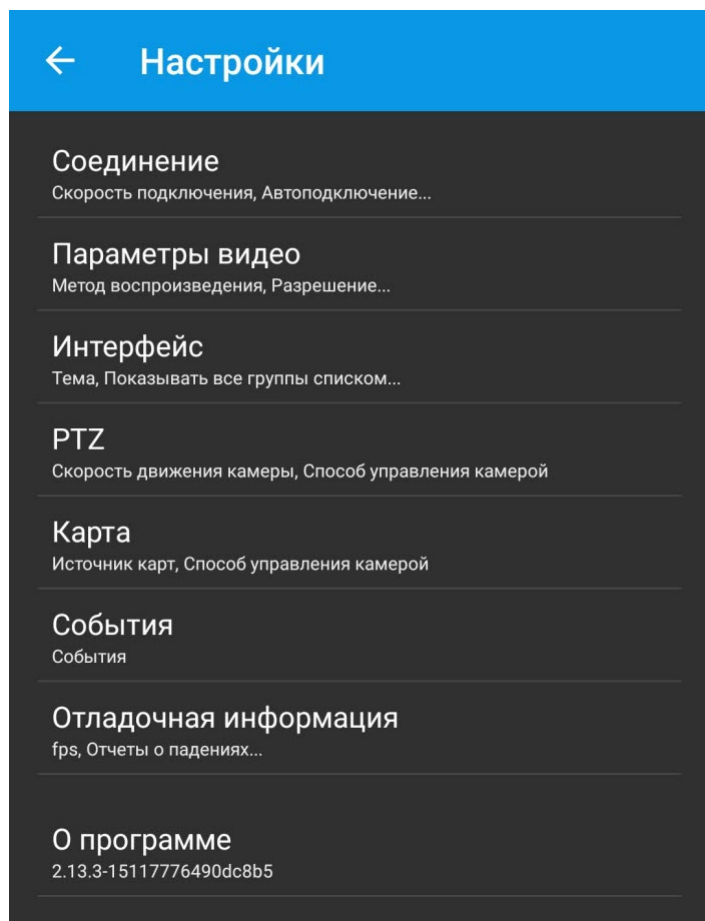 Настройки
Соединение
Скорость подключения, Автоподключение...
Параметры видео
Метод воспроизведения, Разрешение...
Интерфейс
Тема, Показывать все группы списком...
PTZ
Скорость движения камеры, Способ управления камерой
Карта
Источник карт, Способ управления камерой
События
События
Отладочная информация
fps, Отчеты о падениях...
О программе
2.13.3-15117776490dc8b5